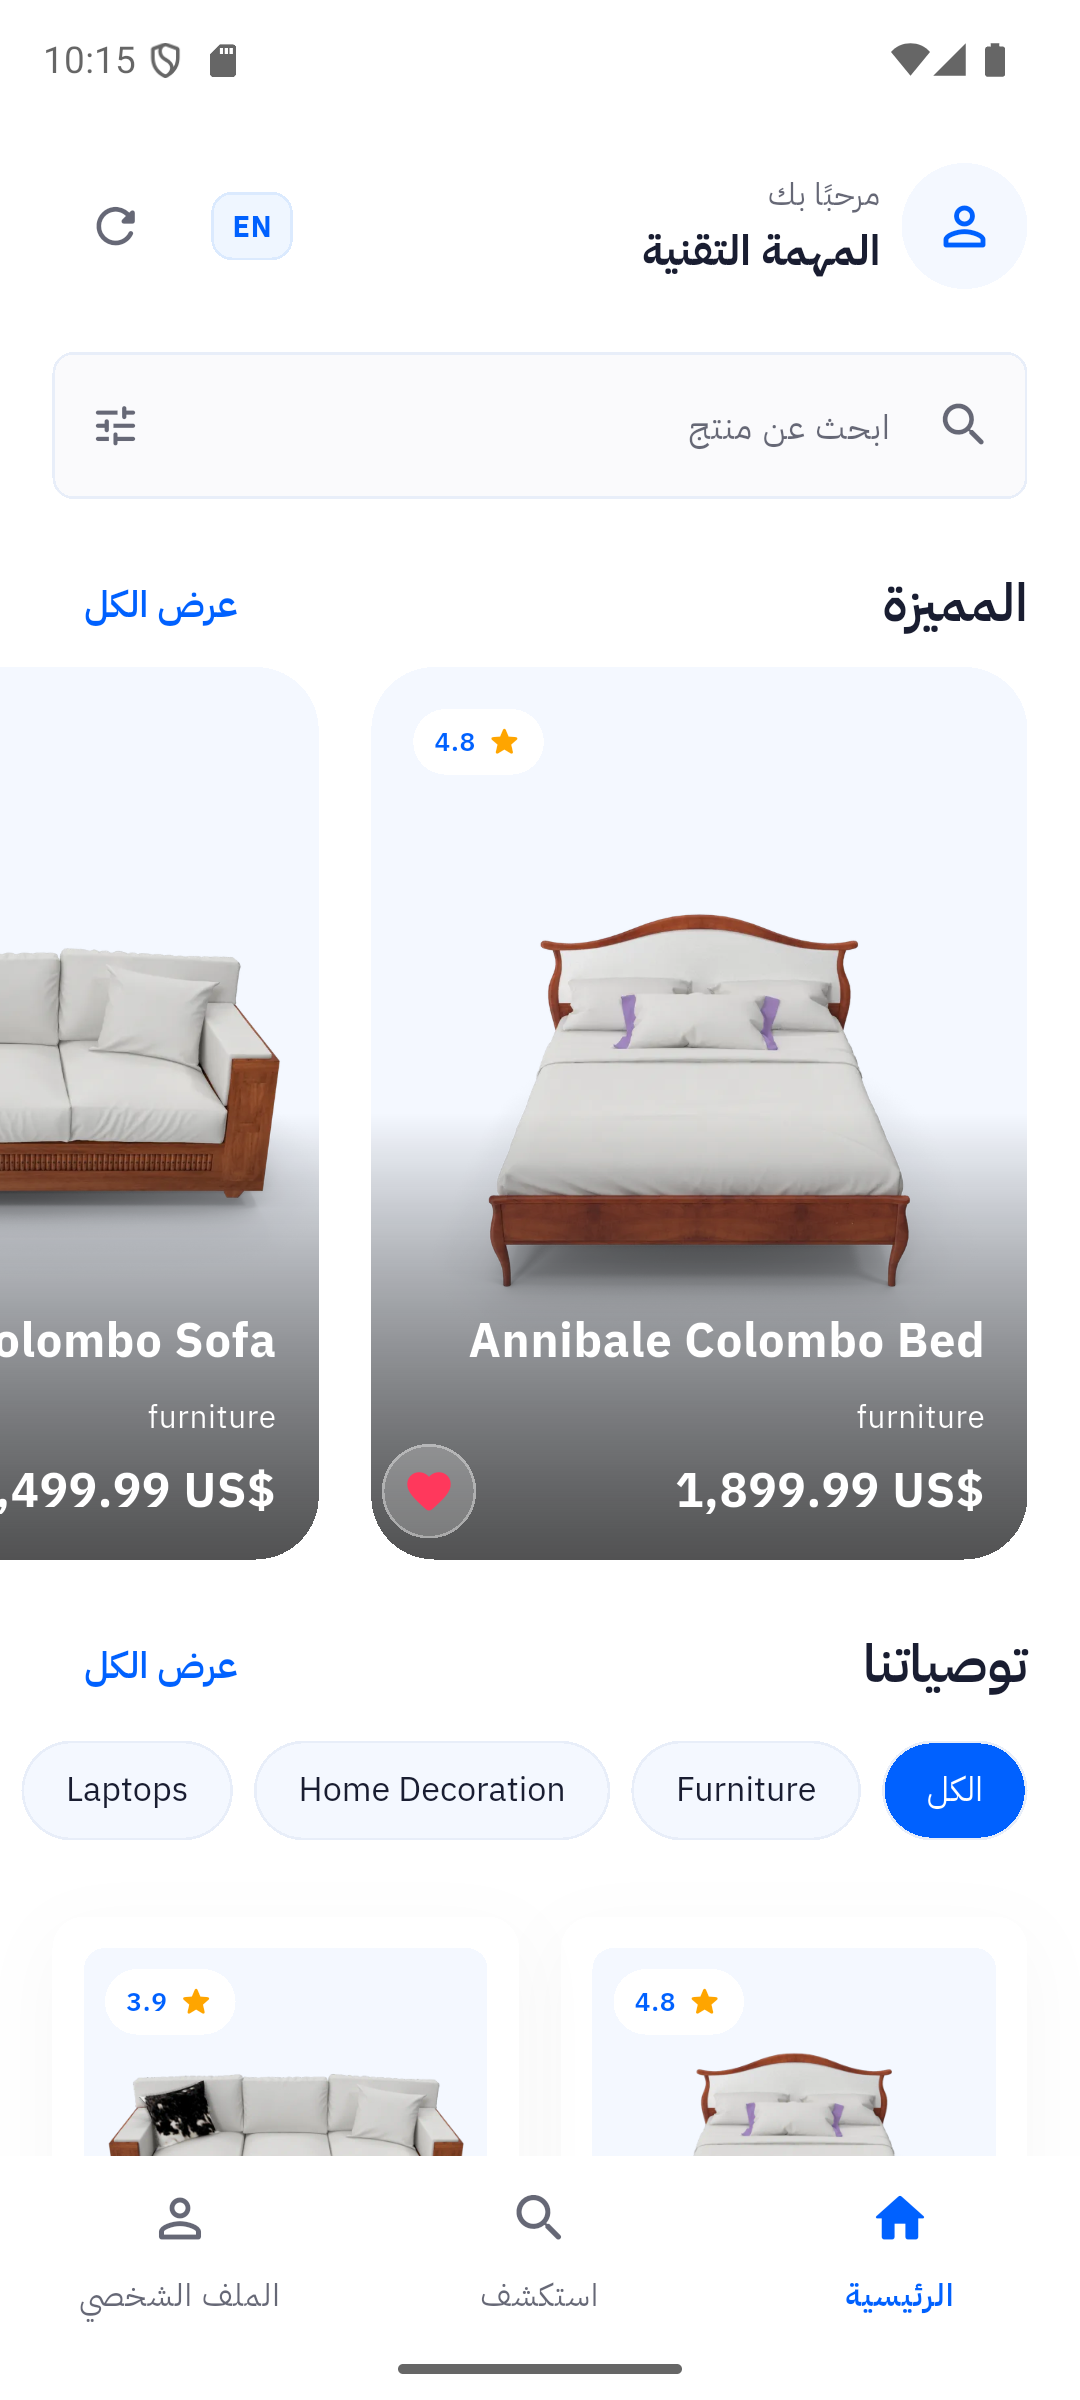 10:15
مرحبًا بك
المهمة التقنية
EN
ابحث عن منتج
المميزة
عرض الكل
4.8
Annibale Colombo Bed
furniture
1,899.99 US$
olombo Sofa
furniture
,499.99 US$
توصياتنا
عرض الكل
الكل
Furniture
Home Decoration
Laptops
4.8
3.9
الرئيسية
استكشف
الملف الشخصي